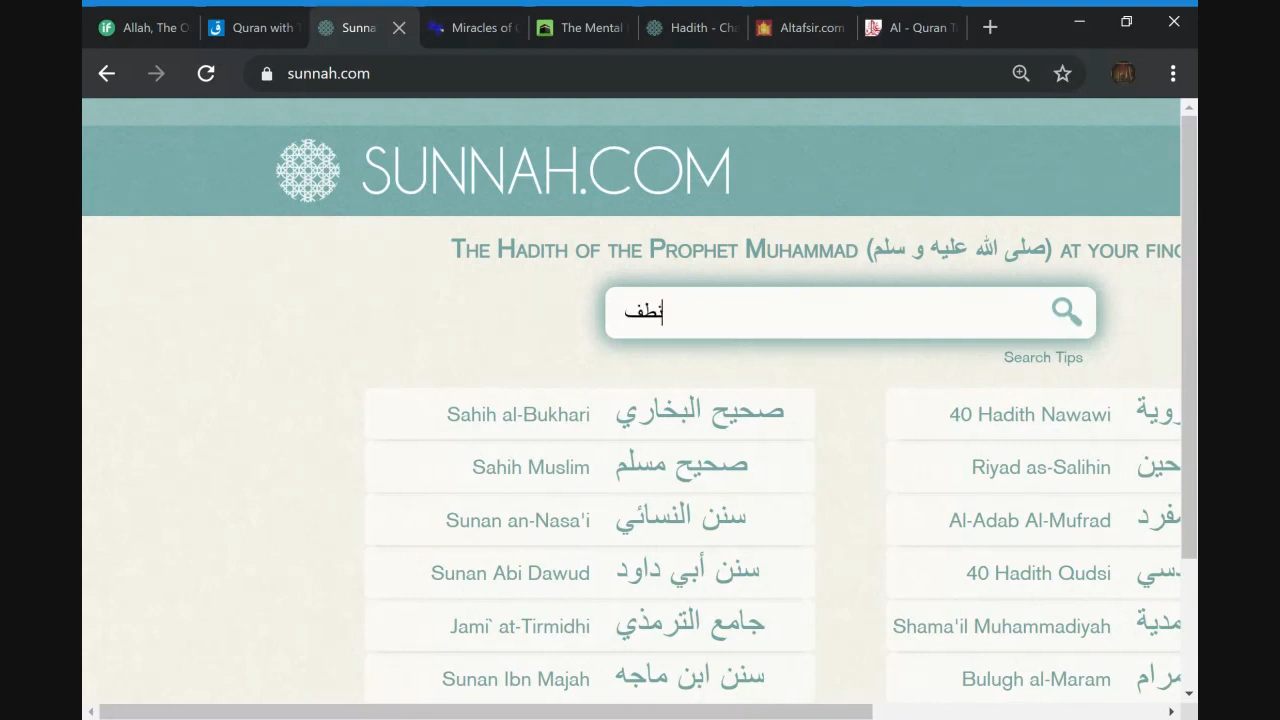 Allah, The O
Quran with T
Sunna
Miracles of
The Mental
Hadith - Cha
Altafsir.com
Al - Quran T
sunnah.com
SUNNAH.COM
THE HADITH OF THE PROPHET MUHAMMAD (صلى الله عليه و سلم) AT YOUR FING
نطف
Search Tips
Sahih al-Bukhari صحيح البخاري
Sahih Muslim صحيح مسلم
Sunan an-Nasa'i سنن النسائي
Sunan Abi Dawud سنن أبي داود
Jami` at-Tirmidhi جامع الترمذي
Sunan Ibn Majah سنن ابن ماجه
40 Hadith Nawawi
Riyad as-Salihin
Al-Adab Al-Mufrad
40 Hadith Qudsi
Shama'il Muhammadiyah
Bulugh al-Maram